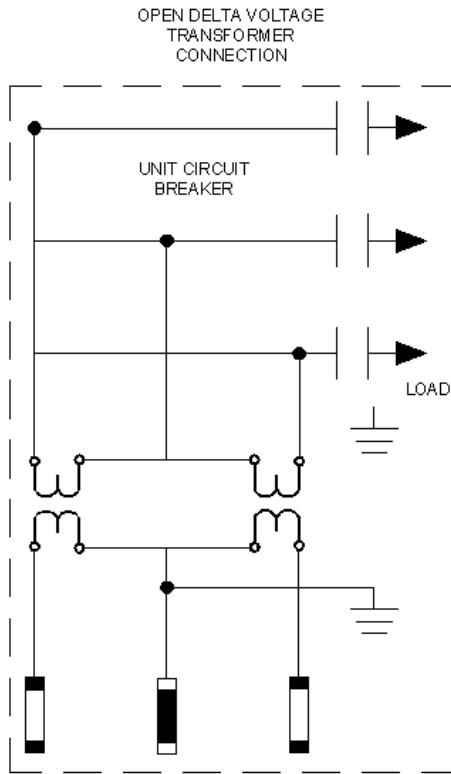 OPEN DELTA VOLTAGE
TRANSFORMER
CONNECTION
UNIT CIRCUIT
BREAKER
LOAD